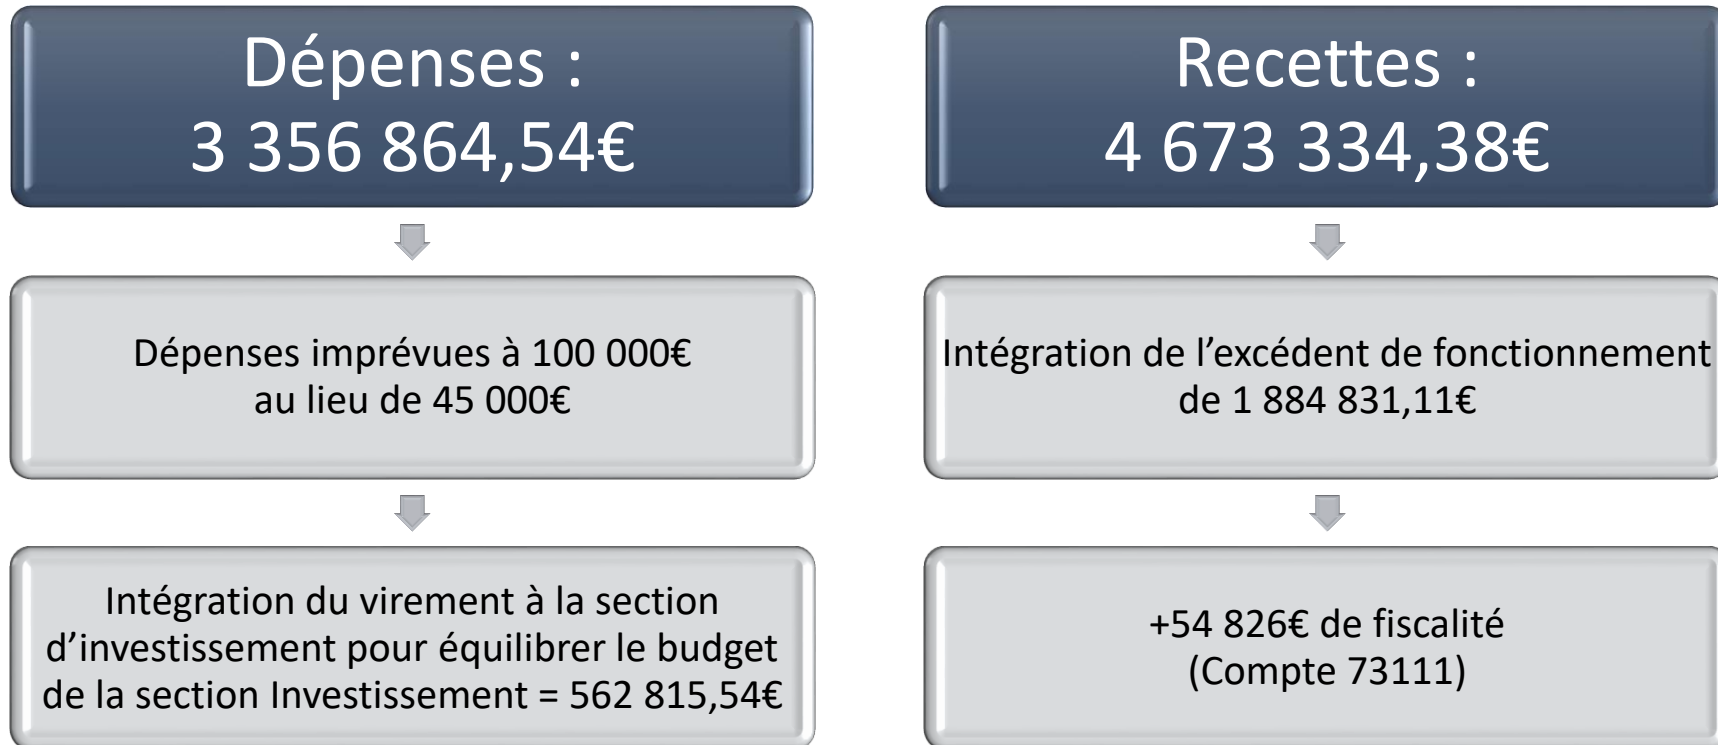 Dépenses :
3 356 864,54€
Dépenses imprévues à 100 000€
au lieu de 45 000€
Intégration du virement à la section
d’investissement pour équilibrer le budget
de la section Investissement = 562 815,54€
Recettes :
4 673 334,38€
Intégration de l’excédent de fonctionnement
de 1 884 831,11€
+54 826€ de fiscalité
(Compte 73111)